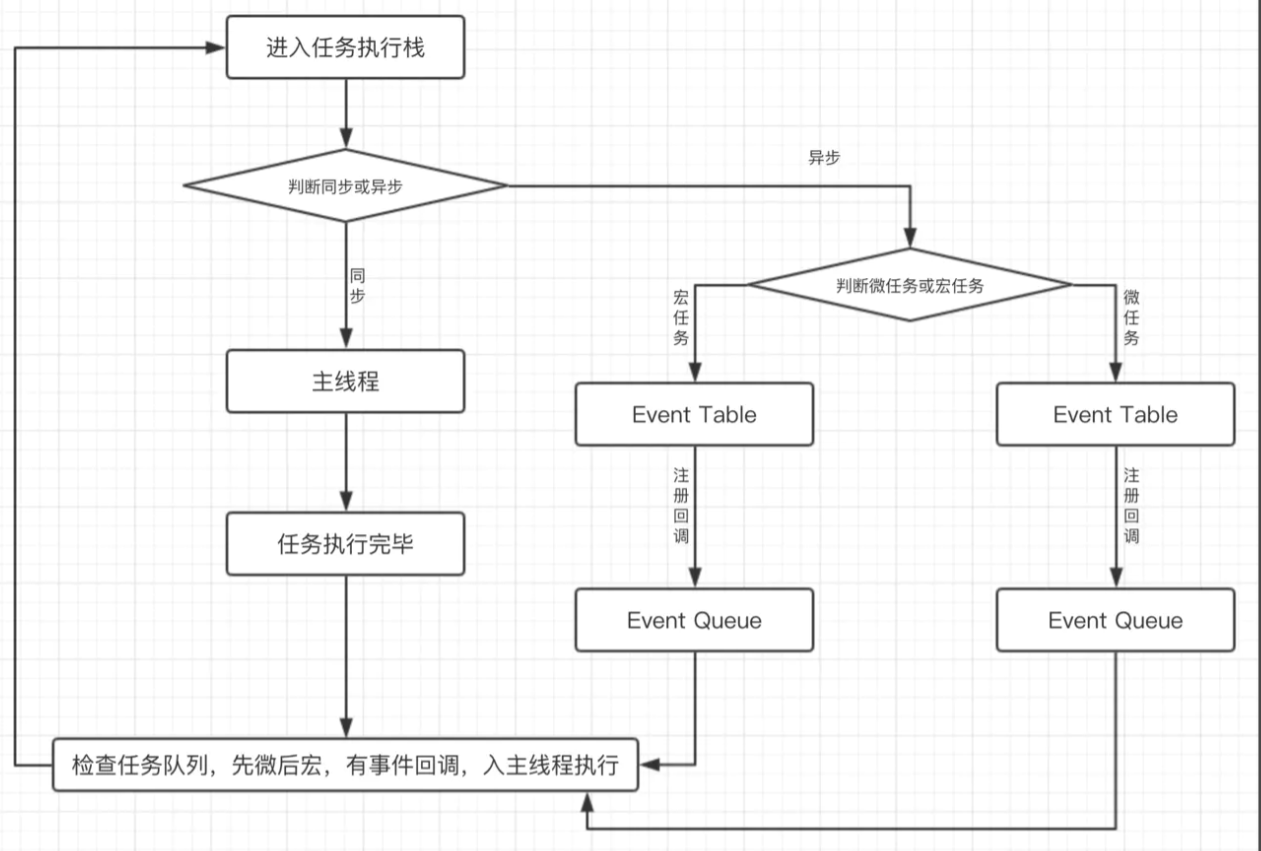 进入任务执行栈
判断同步或异步
异步
同步
判断微任务或宏任务
宏任务
微任务
主线程
Event Table
Event Table
注册回调
注册回调
任务执行完毕
Event Queue
Event Queue
检查任务队列，先微后宏，有事件回调，入主线程执行